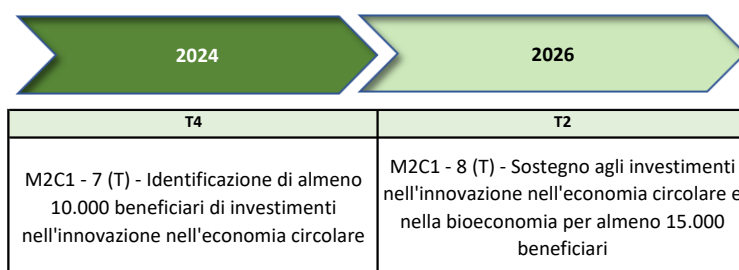 2024
2026
T4
T2
M2C1 - 7 (T) - Identificazione di almeno
10.000 beneficiari di investimenti
nell'innovazione nell'economia circolare
M2C1 - 8 (T) - Sostegno agli investimenti
nell'innovazione nell'economia circolare e
nella bioeconomia per almeno 15.000
beneficiari